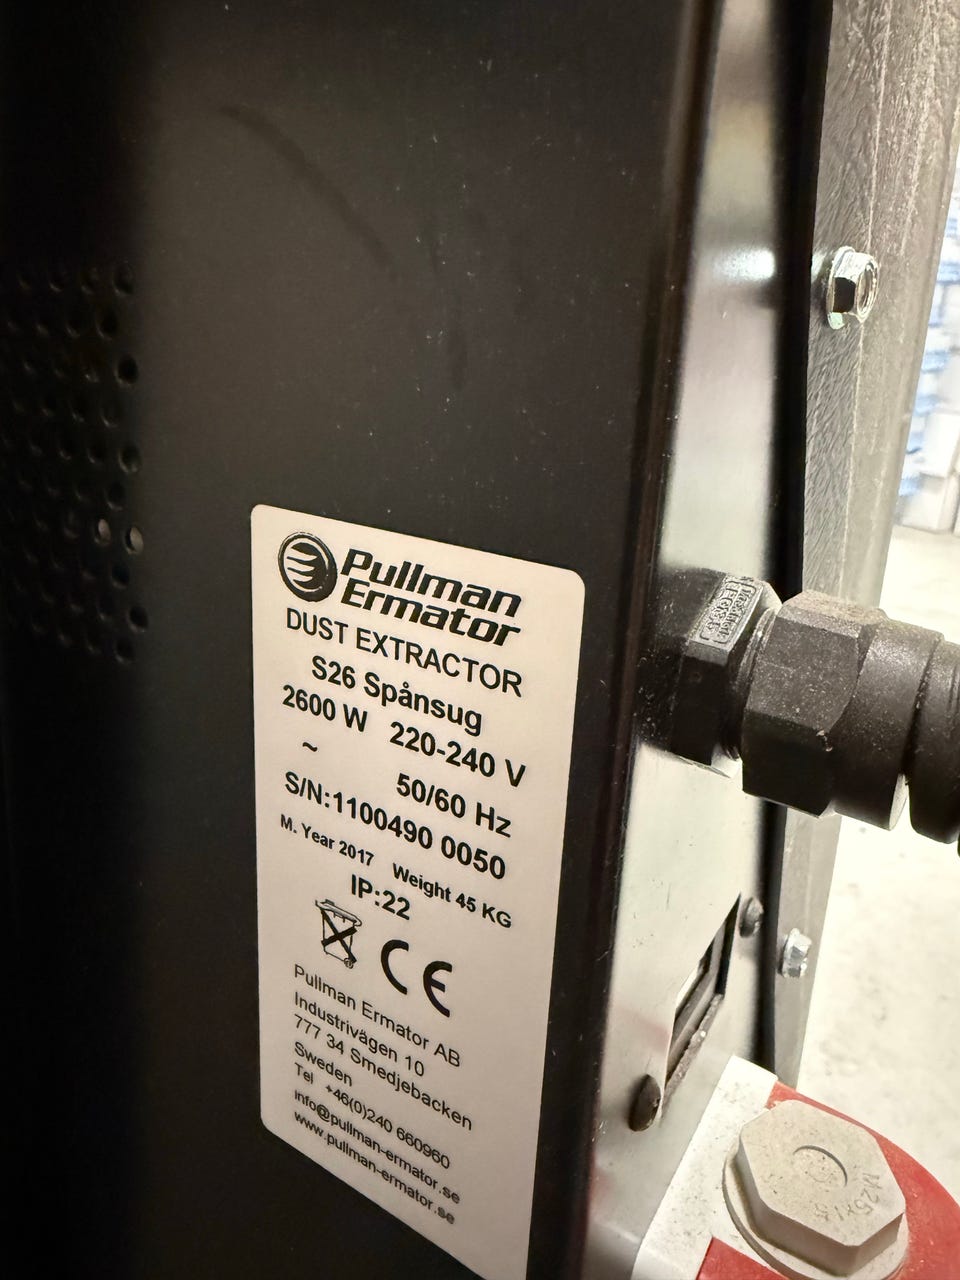 Pullman
Ermator
DUST EXTRACTOR
S26 Spånsug
2600 W 220-240 V
~ 50/60 Hz
S/N:1100490 0050
M. Year 2017 Weight 45 KG
IP:22
CE
Pullman Ermator AB
Industrivägen 10
777 34 Smedjebacken
Sweden
Tel +46(0)240 660960
info@pullman-ermator.se
www.pullman-ermator.se
M25x1.5